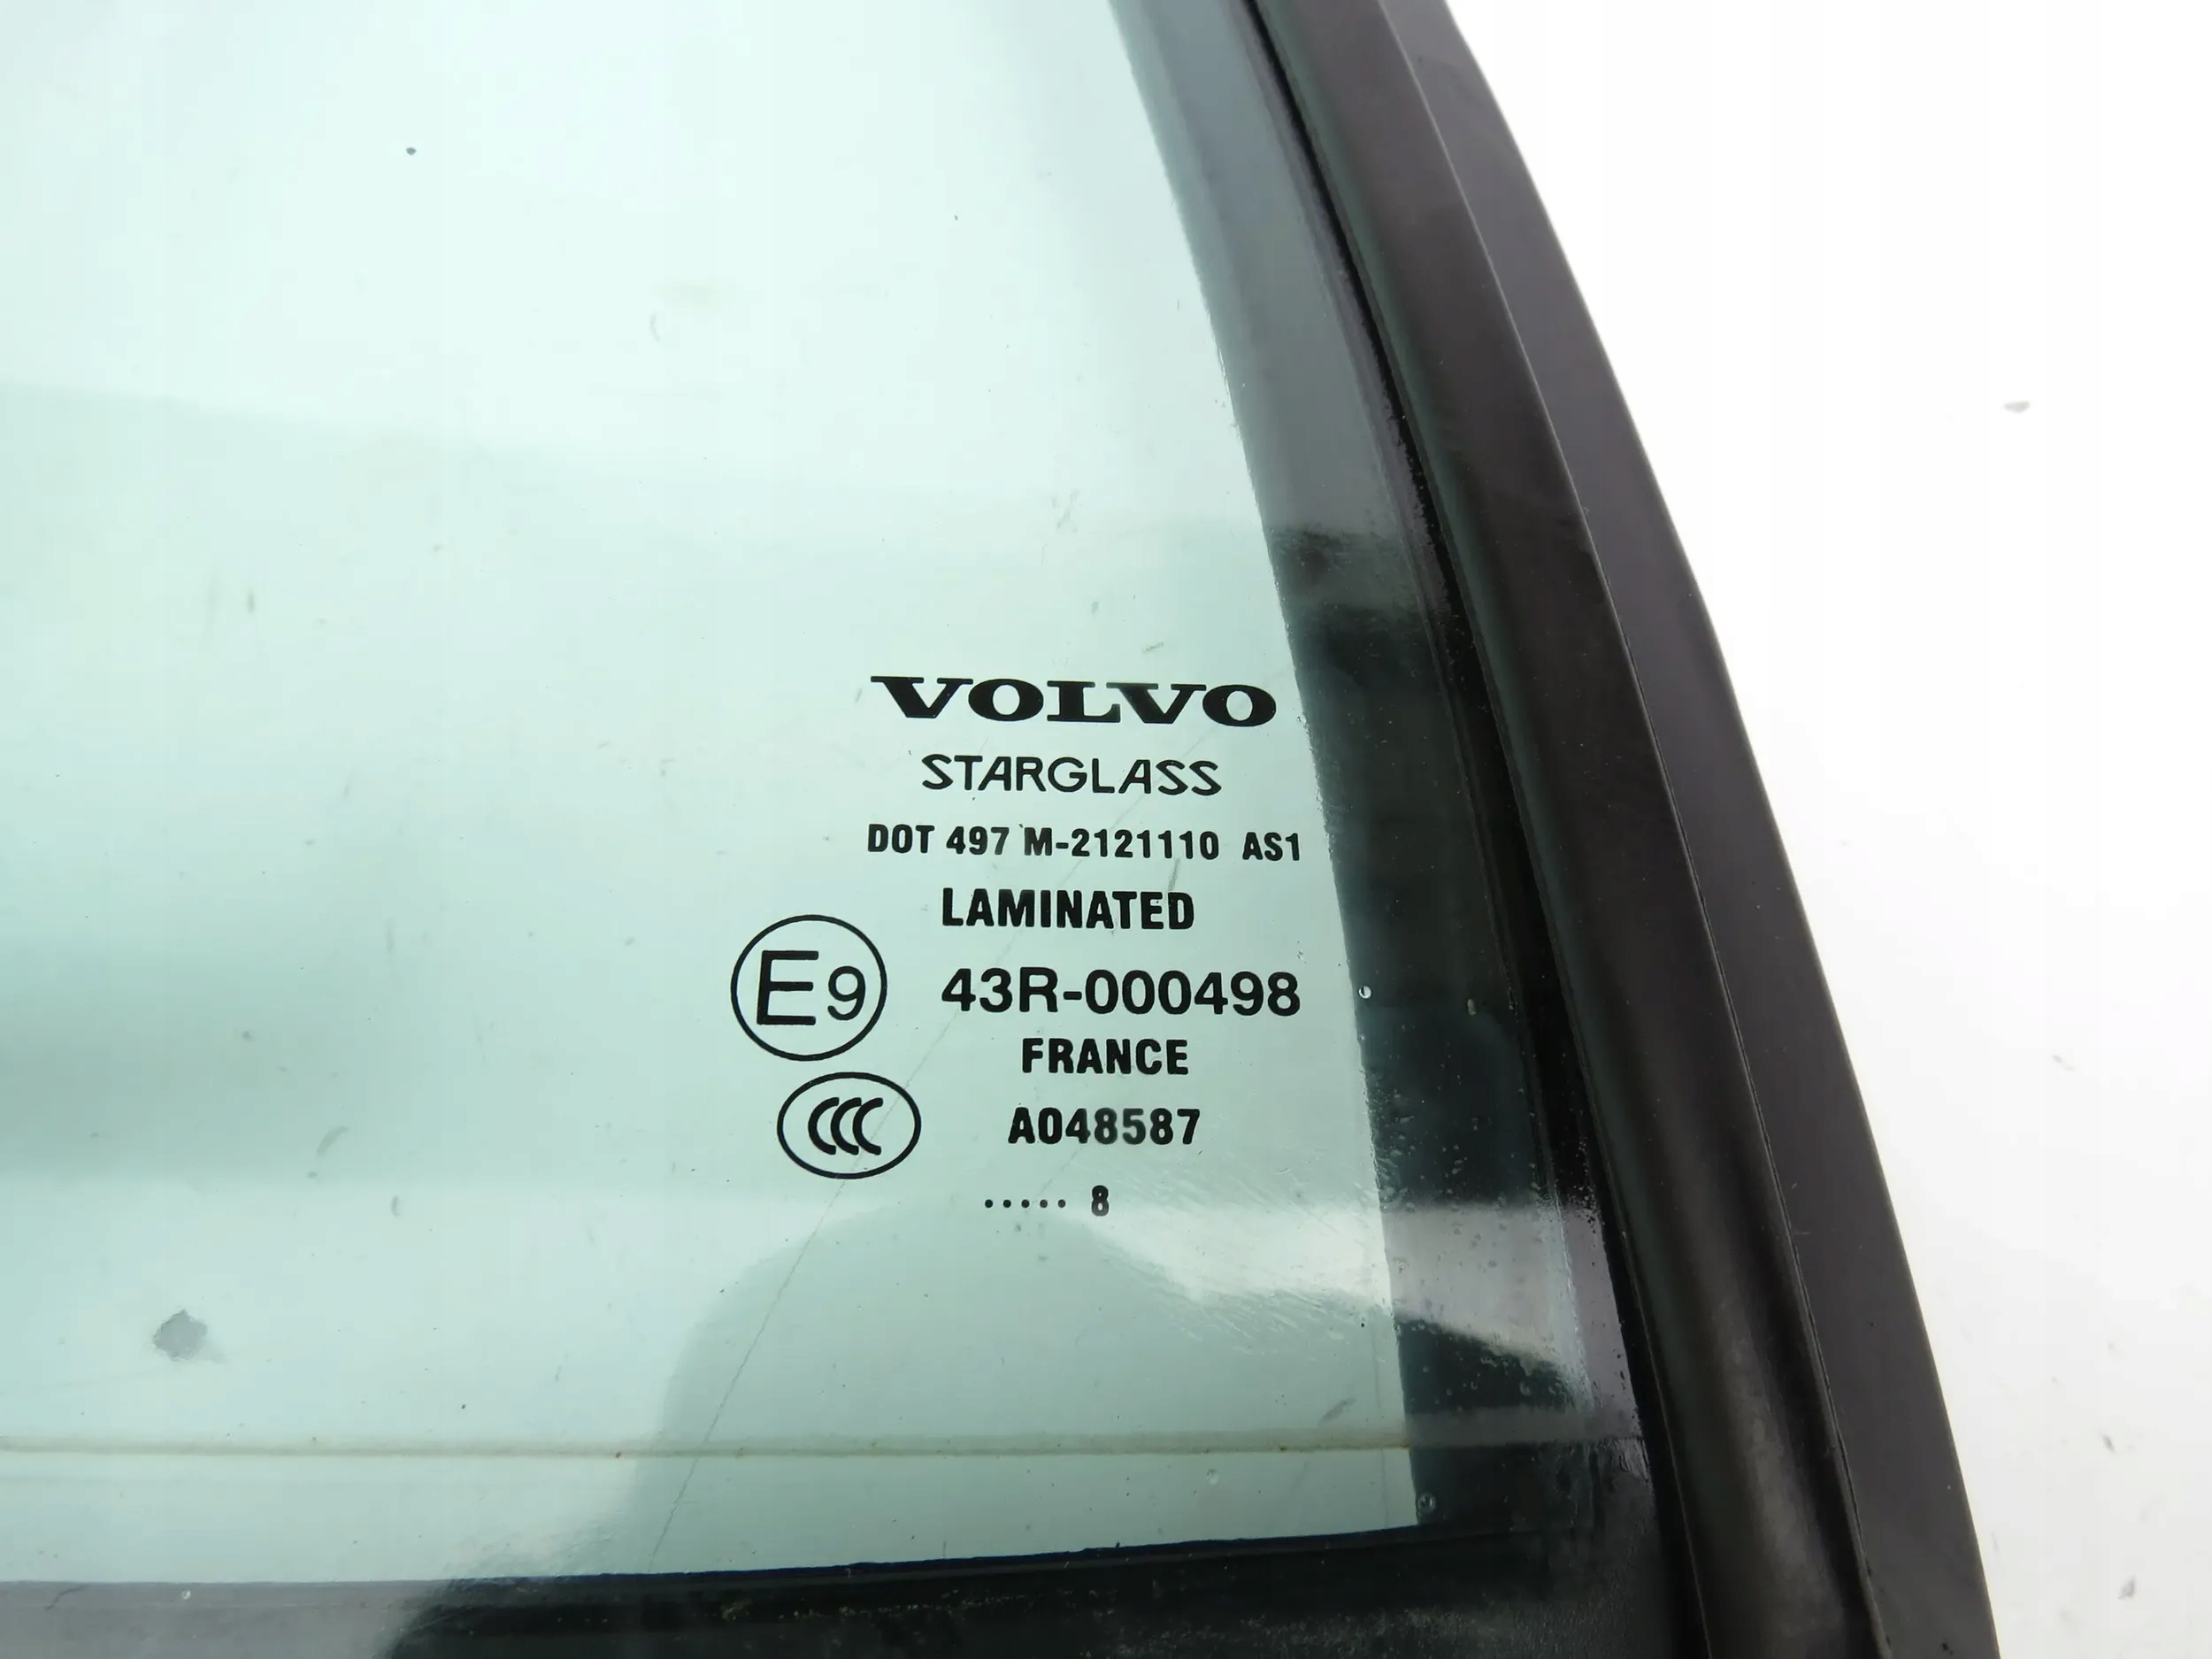 VOLVO
STARGLASS
DOT 497 M-2121110 AS1
LAMINATED
E9 43R-000498
FRANCE
CCC A048587
..... 8